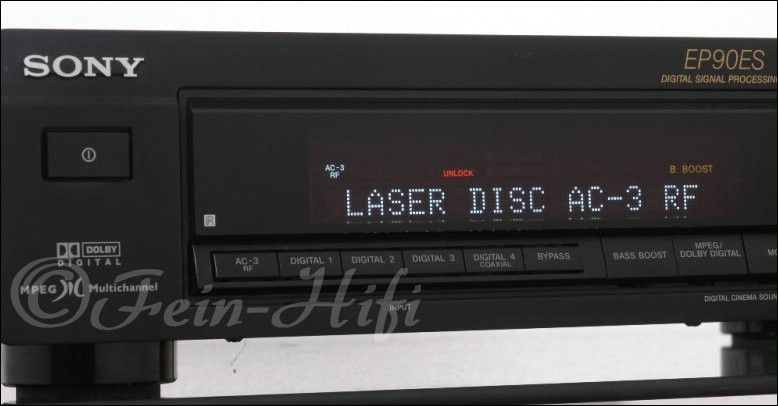 SONY
EP90ES
DIGITAL SIGNAL PROCESSING
AC-3
RF
UNLOCK
B. BOOST
LASER DISC AC-3 RF
AC-3
RF
DIGITAL 1
DIGITAL 2
DIGITAL 3
DIGITAL 4
COAXIAL
BYPASS
BASS BOOST
MPEG/
DOLBY DIGITAL
INPUT
DIGITAL CINEMA SOUN
DOLBY
DIGITAL
MPEG Multichannel
©Fein-Hifi